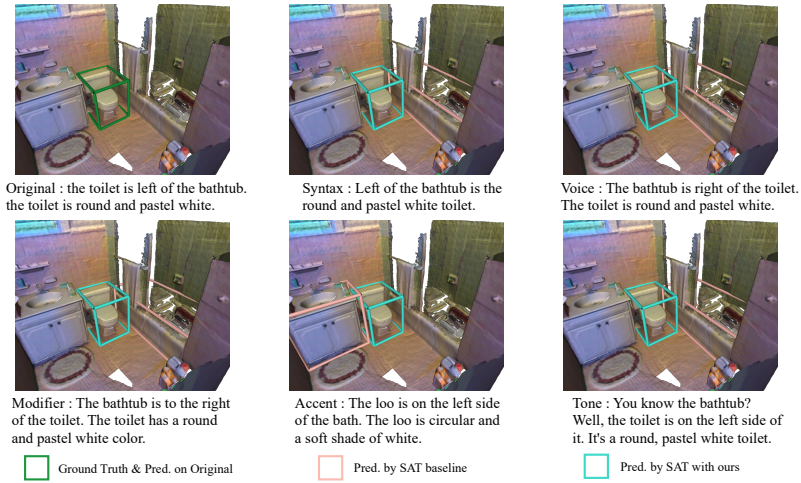 Original : the toilet is left of the bathtub.
the toilet is round and pastel white.
Syntax : Left of the bathtub is the
round and pastel white toilet.
Voice : The bathtub is right of the toilet.
The toilet is round and pastel white.
Modifier : The bathtub is to the right
of the toilet. The toilet has a round
and pastel white color.
Accent : The loo is on the left side
of the bath. The loo is circular and
a soft shade of white.
Tone : You know the bathtub?
Well, the toilet is on the left side of
it. It's a round, pastel white toilet.
Ground Truth & Pred. on Original
Pred. by SAT baseline
Pred. by SAT with ours